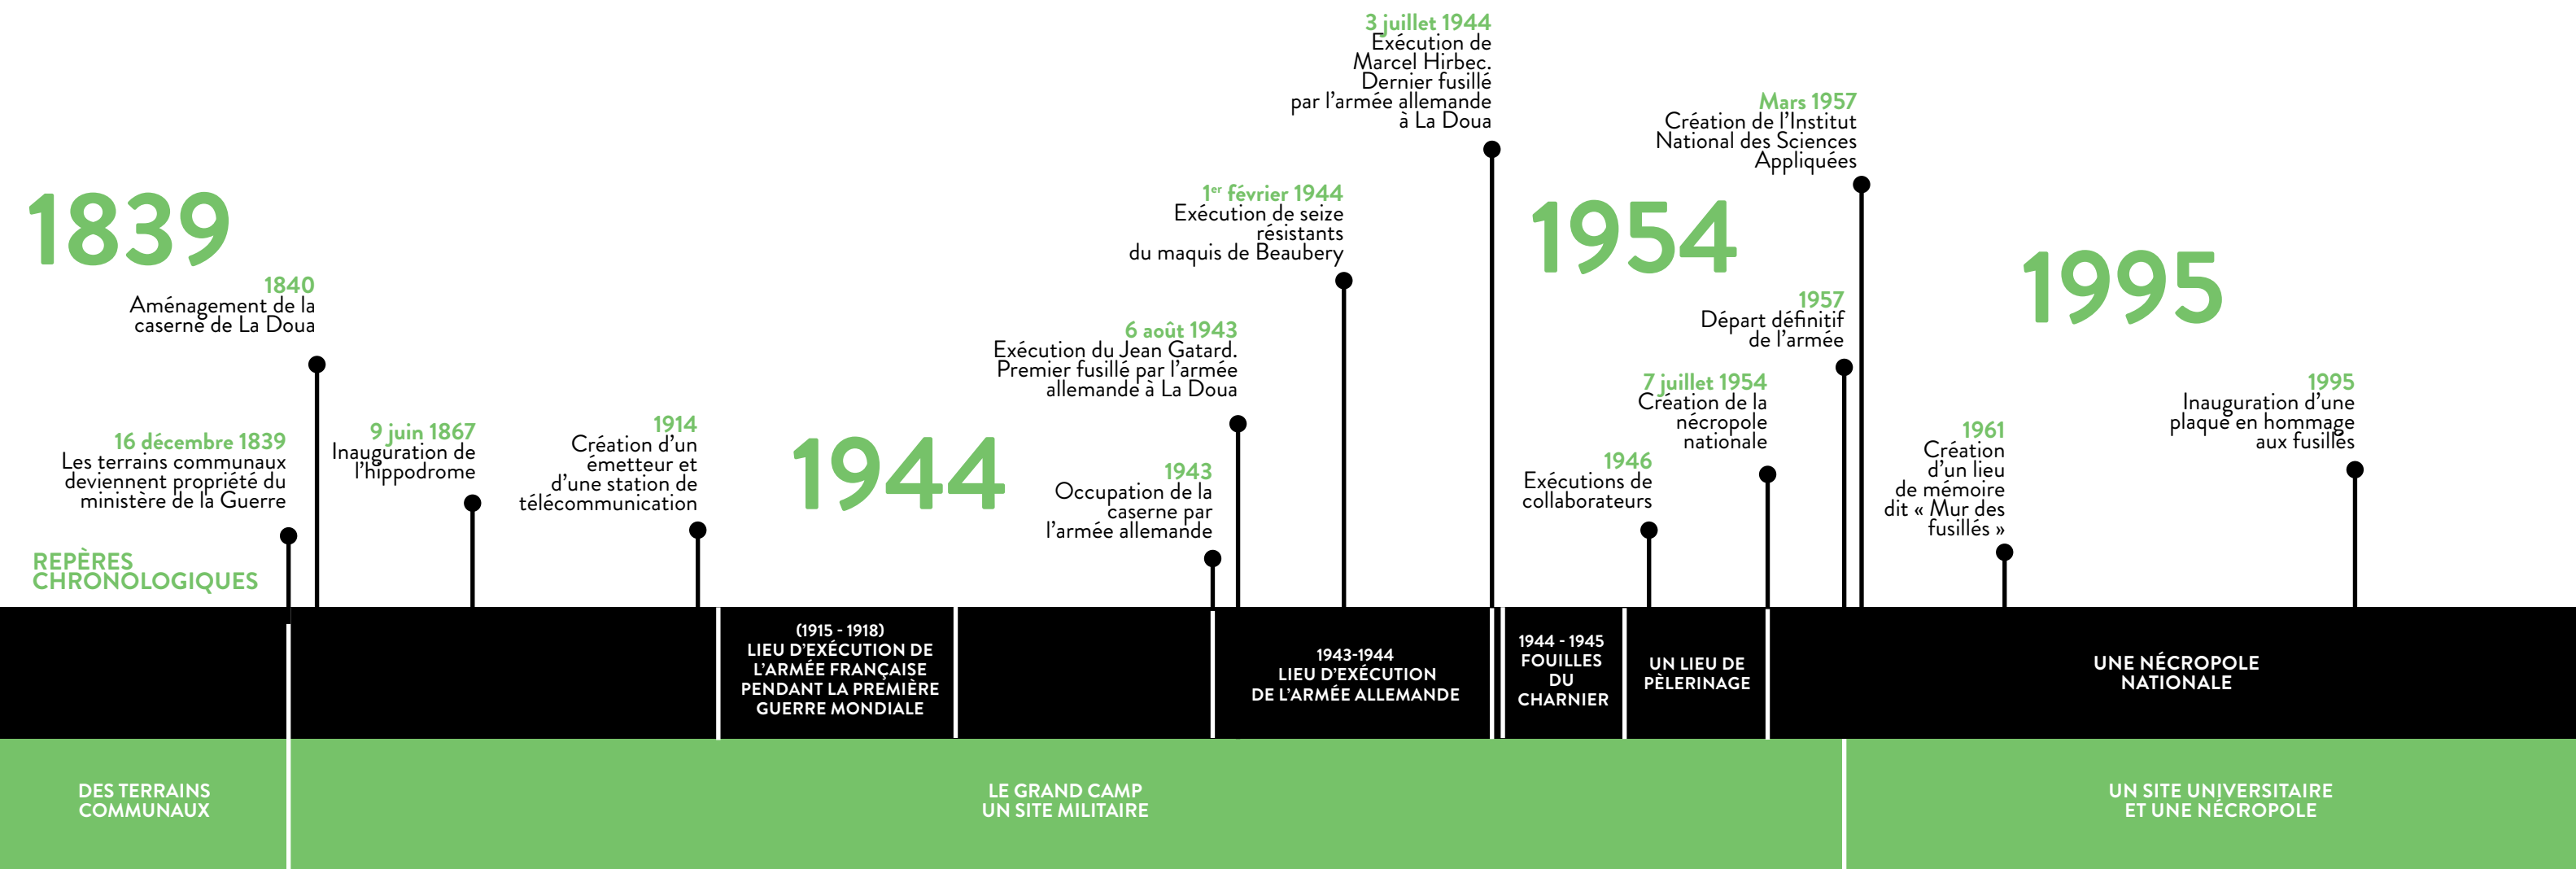 1839
1840
Aménagement de la
caserne de La Doua
16 décembre 1839
Les terrains communaux
deviennent propriété du
ministère de la Guerre
REPÈRES
CHRONOLOGIQUES
9 juin 1867
Inauguration de
l'hippodrome
1914
Création d'un
émetteur et
d'une station de
télécommunication
1944
1943
Occupation de la
caserne par
l'armée allemande
6 août 1943
Exécution du Jean Gatard.
Premier fusillé par l'armée
allemande à La Doua
1er février 1944
Exécution de seize
résistants
du maquis de Beaubery
3 juillet 1944
Exécution de
Marcel Hirbec.
Dernier fusillé
par l'armée allemande
à La Doua
1954
1946
Exécutions de
collaborateurs
7 juillet 1954
Création de la
nécropole
nationale
1957
Départ définitif
de l'armée
Mars 1957
Création de l'Institut
National des Sciences
Appliquées
1961
Création
d'un lieu
de mémoire
dit « Mur des
fusillés »
1995
1995
Inauguration d'une
plaque en hommage
aux fusillés
(1915 - 1918)
LIEU D'EXÉCUTION DE
L'ARMÉE FRANÇAISE
PENDANT LA PREMIÈRE
GUERRE MONDIALE
1943-1944
LIEU D'EXÉCUTION
DE L'ARMÉE ALLEMANDE
1944 - 1945
FOUILLES
DU
CHARNIER
UN LIEU DE
PÈLERINAGE
UNE NÉCROPOLE
NATIONALE
DES TERRAINS
COMMUNAUX
LE GRAND CAMP
UN SITE MILITAIRE
UN SITE UNIVERSITAIRE
ET UNE NÉCROPOLE